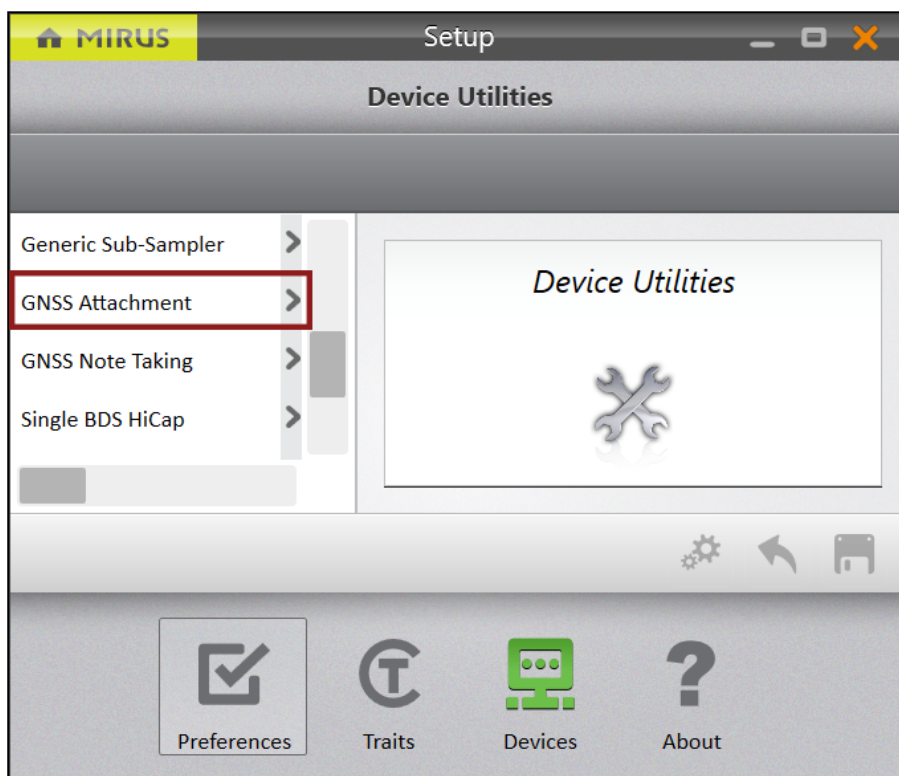 MIRUS
Setup
Device Utilities
Generic Sub-Sampler
GNSS Attachment
GNSS Note Taking
Single BDS HiCap
Device Utilities
Preferences
Traits
Devices
About